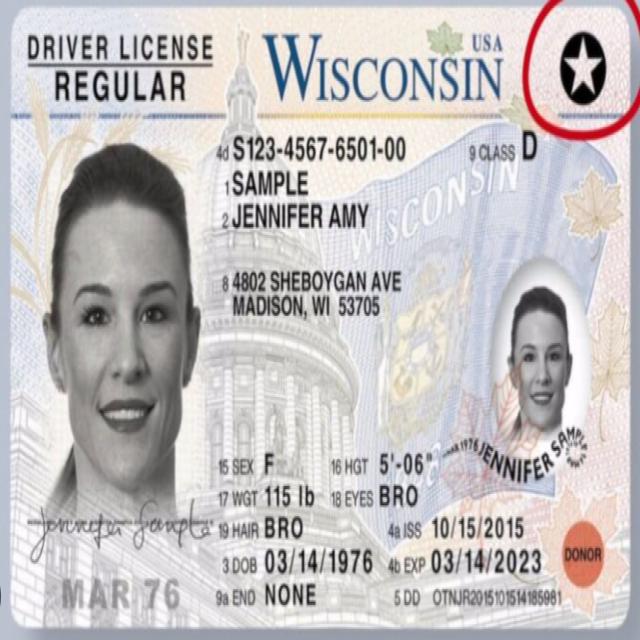 DRIVER LICENSE
REGULAR
WISCONSIN USA
4d S123-4567-6501-00
9 CLASS D
1 SAMPLE
2 JENNIFER AMY
8 4802 SHEBOYGAN AVE
MADISON, WI 53705
WISCONSIN
15 SEX F 16 HGT 5'-06"
17 WGT 115 lb 18 EYES BRO
19 HAIR BRO 4a ISS 10/15/2015
3 DOB 03/14/1976 4b EXP 03/14/2023
9a END NONE 5 DD OTNJR2015101514185981
JENNIFER SAMPLE
Jennifer Sample
MAR 76
DONOR